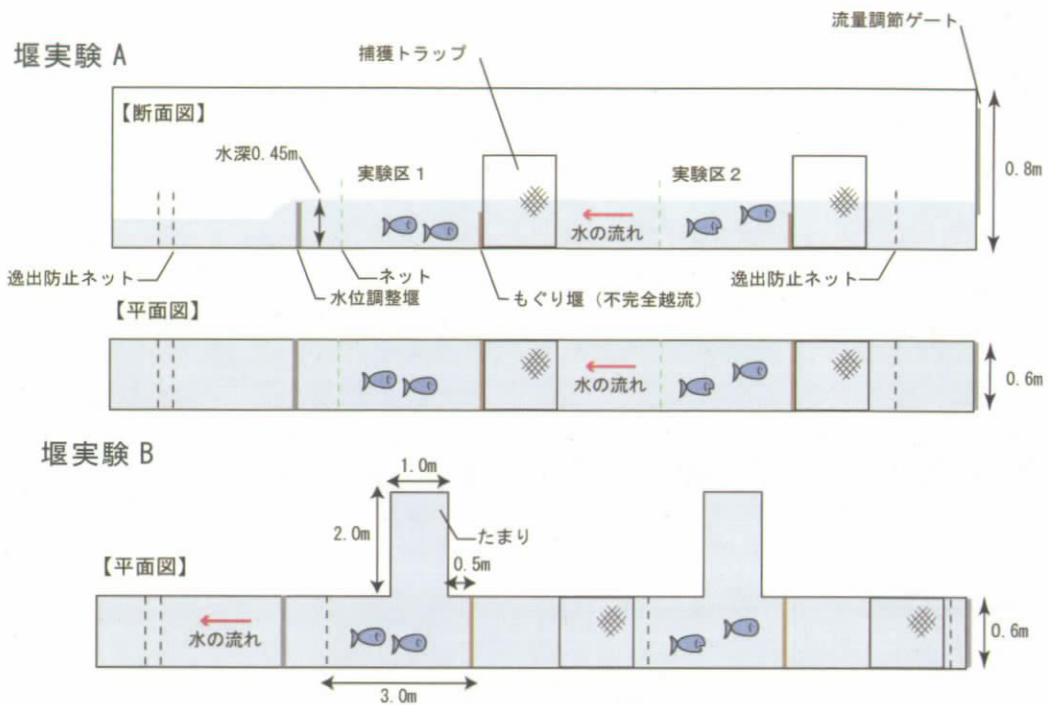 流量調節ゲート
堰実験 A
捕獲トラップ
【断面図】
水深0.45m
実験区 1
実験区 2
0.8m
水の流れ
逸出防止ネット
ネット
水位調整堰
もぐり堰（不完全越流）
逸出防止ネット
【平面図】
水の流れ
0.6m
堰実験 B
1.0m
2.0m
たまり
0.5m
【平面図】
水の流れ
0.6m
3.0m